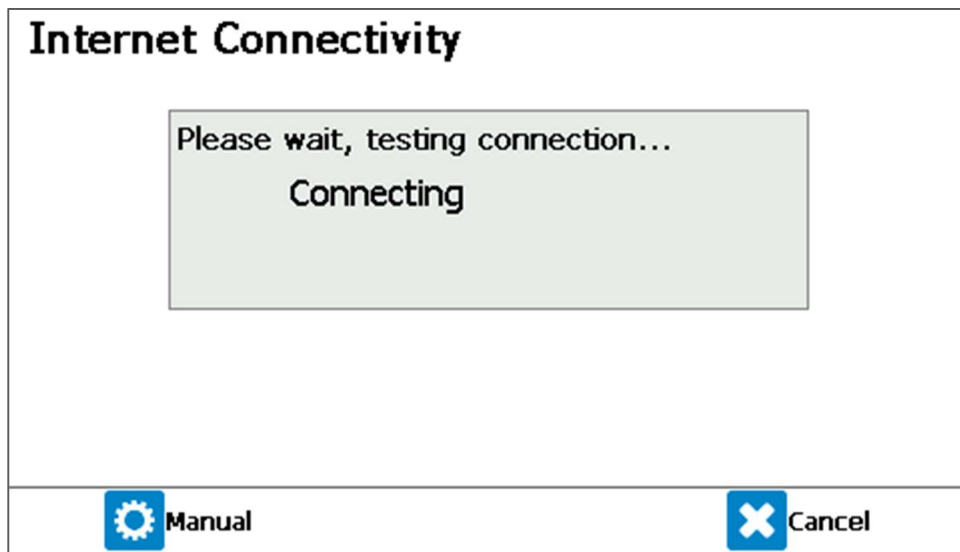 Internet Connectivity
Please wait, testing connection...
Connecting
Manual
Cancel